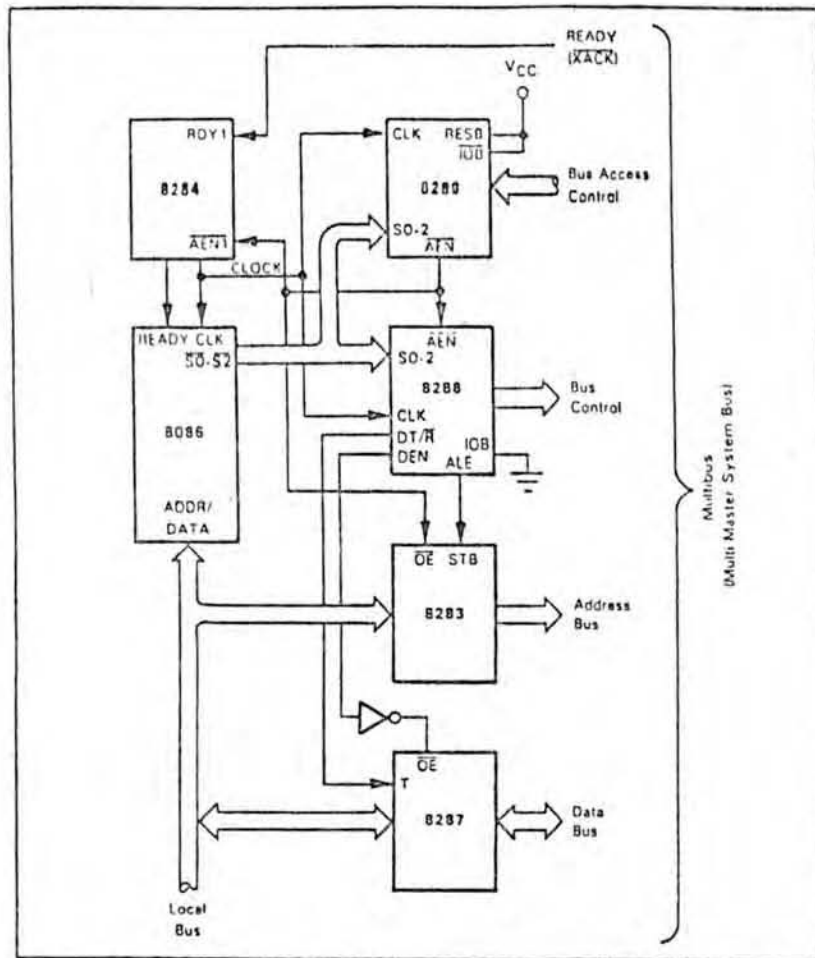 READY
(XACK)
VCC
RDY1
8284
AEN1
CLK
RESB
IOB
8289
SO-2
AEN
Bus Access
Control
CLOCK
READY CLK
SO-S2
8086
ADDR/
DATA
AEN
SO-2
8288
CLK
DT/R
DEN
IOB
ALE
Bus
Control
OE STB
8283
Address
Bus
OE
T
8287
Data
Bus
Local
Bus
Multibus
(Multi Master System Bus)